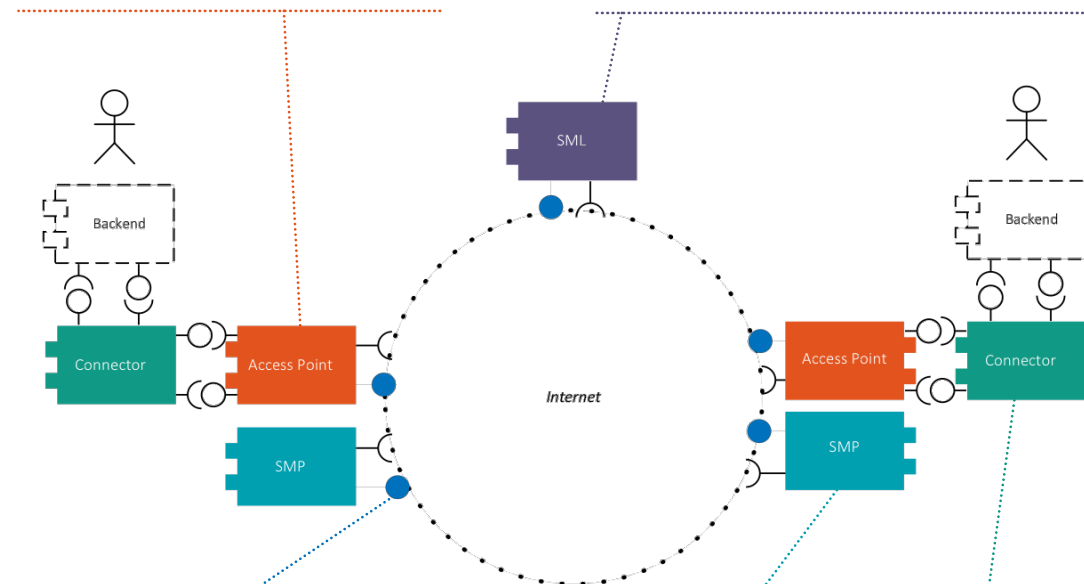 SML
Backend
Backend
Connector
Access Point
Access Point
Connector
Internet
SMP
SMP